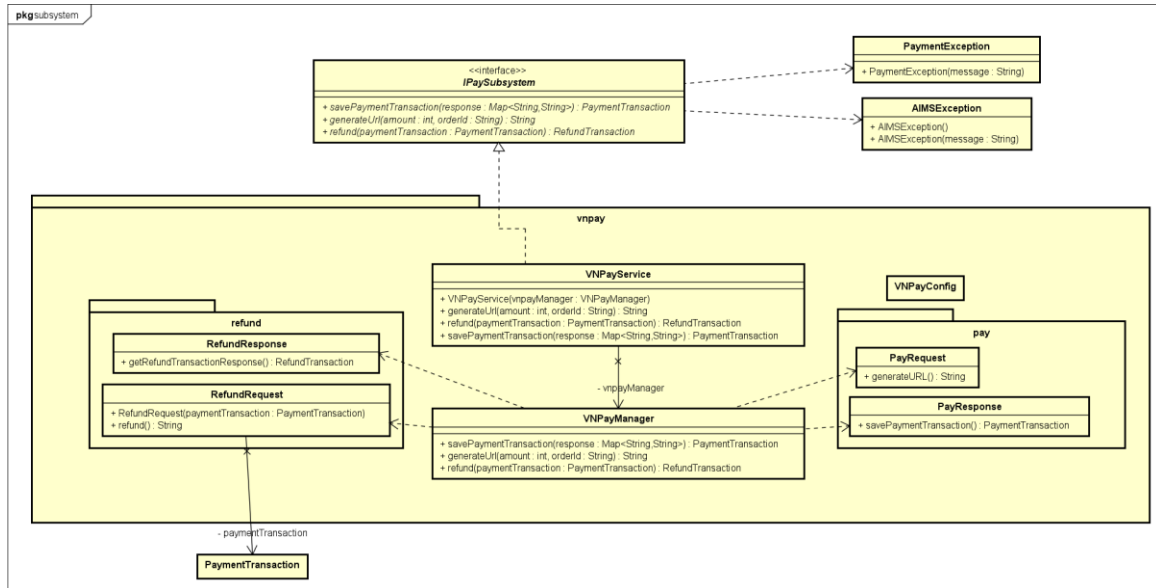 pkg subsystem
<<interface>>
IPaySubsystem
+ savePaymentTransaction(response : Map<String,String>) : PaymentTransaction
+ generateUrl(amount : int, orderId : String) : String
+ refund(paymentTransaction : PaymentTransaction) : RefundTransaction
PaymentException
+ PaymentException(message : String)
AIMSException
+ AIMSException()
+ AIMSException(message : String)
vnpay
VNPayService
+ VNPayService(vnpayManager : VNPayManager)
+ generateUrl(amount : int, orderId : String) : String
+ refund(paymentTransaction : PaymentTransaction) : RefundTransaction
+ savePaymentTransaction(response : Map<String,String>) : PaymentTransaction
VNPayConfig
refund
RefundResponse
+ getRefundTransactionResponse() : RefundTransaction
RefundRequest
+ RefundRequest(paymentTransaction : PaymentTransaction)
+ refund() : String
pay
PayRequest
+ generateURL() : String
PayResponse
+ savePaymentTransaction() : PaymentTransaction
- vnpayManager
VNPayManager
+ savePaymentTransaction(response : Map<String,String>) : PaymentTransaction
+ generateUrl(amount : int, orderId : String) : String
+ refund(paymentTransaction : PaymentTransaction) : RefundTransaction
- paymentTransaction
PaymentTransaction